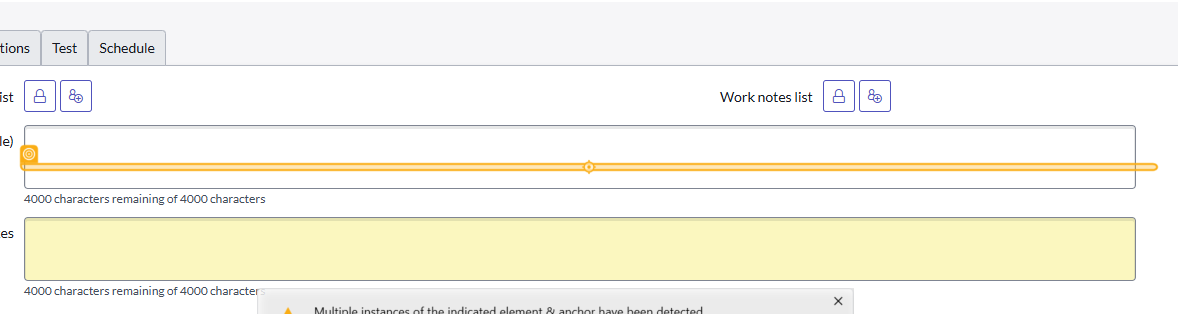 tions Test Schedule
ist Work notes list
le)
4000 characters remaining of 4000 characters
es
4000 characters remaining of 4000 characters
Multiple instances of the indicated element & anchor have been detected